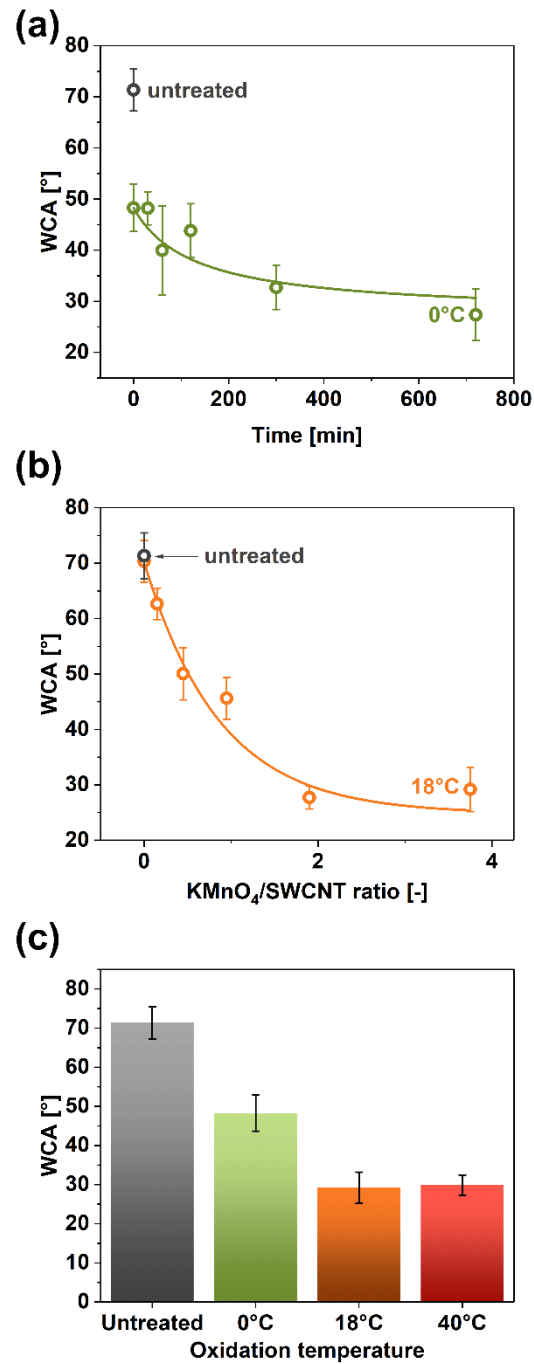 (a)
80
70
60
50
40
30
20
WCA [°]
untreated
0°C
0
200
400
600
800
Time [min]
(b)
80
70
60
50
40
30
20
WCA [°]
untreated
18°C
0
2
4
KMnO₄/SWCNT ratio [-]
(c)
80
70
60
50
40
30
20
10
0
WCA [°]
Untreated
0°C
18°C
40°C
Oxidation temperature